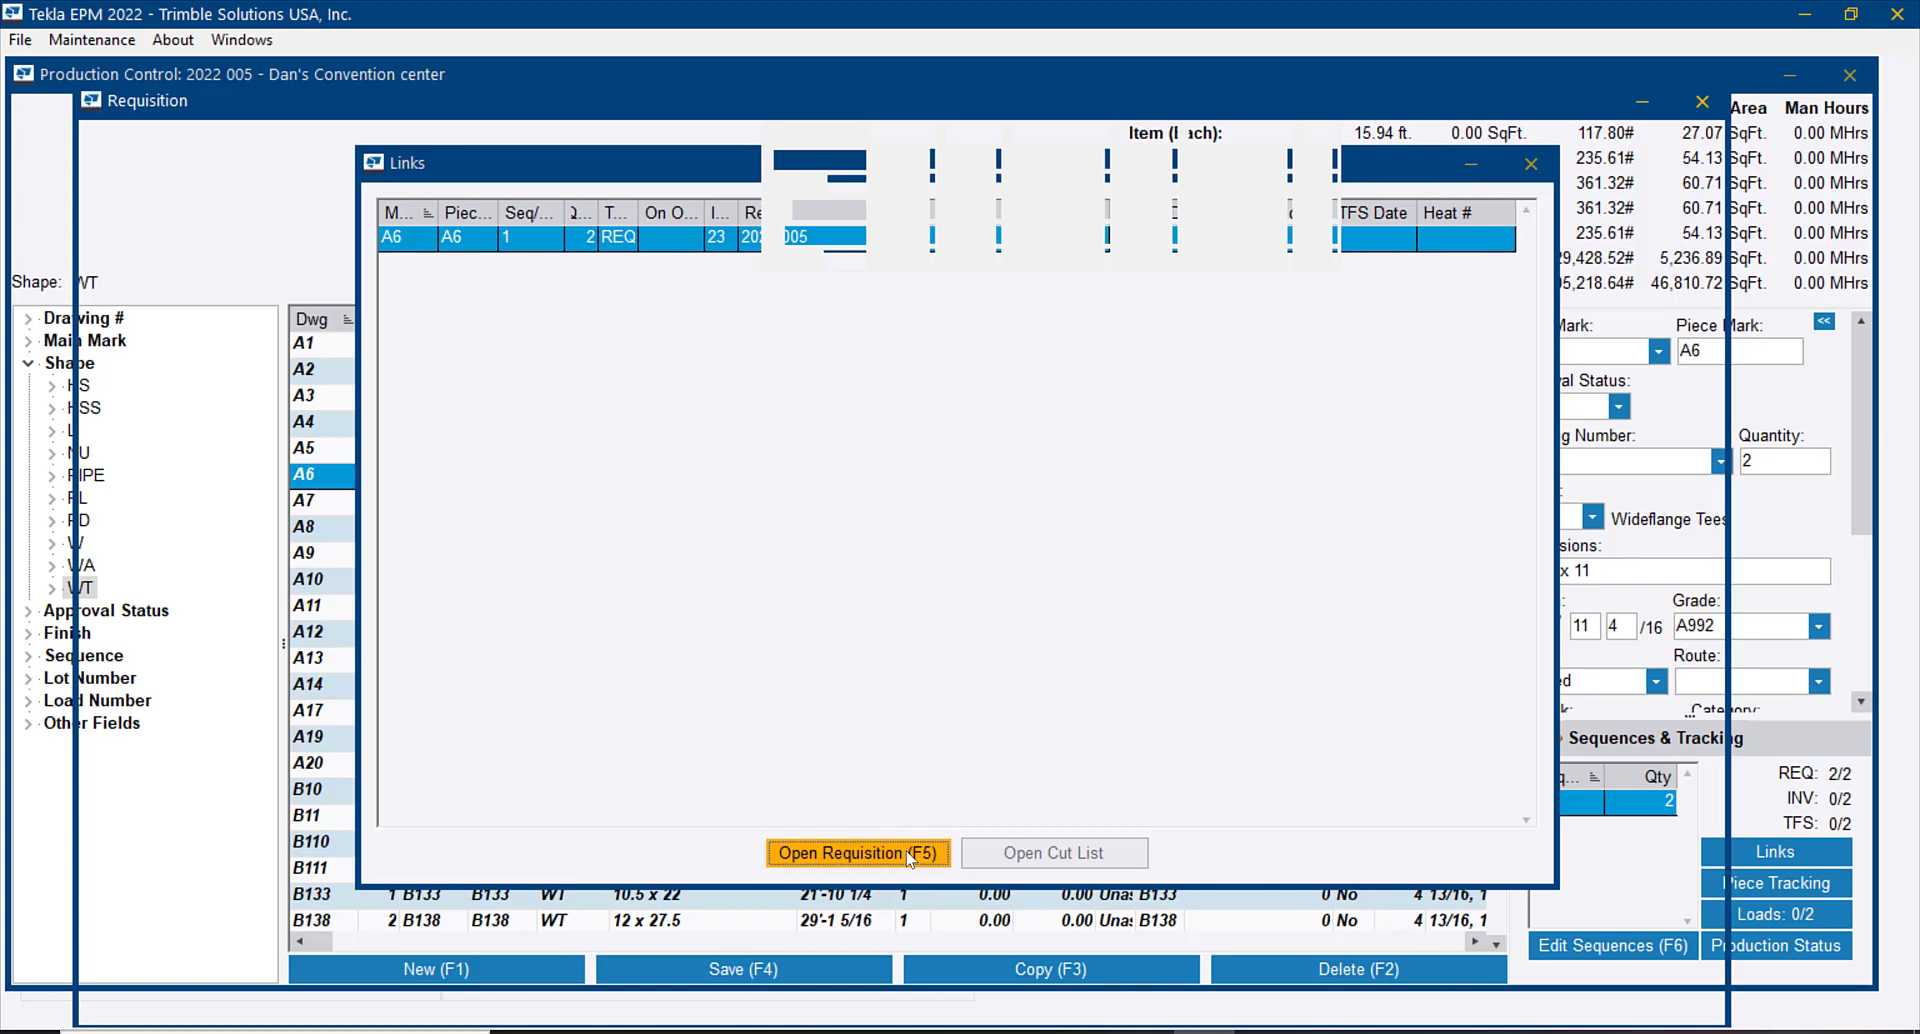 Tekla EPM 2022 - Trimble Solutions USA, Inc.
File Maintenance About Windows
Production Control: 2022 005 - Dan's Convention center
Requisition
Area Man Hours
Item (Each): 15.94 ft. 0.00 SqFt. 117.80# 27.07 SqFt. 0.00 MHrs
235.61# 54.13 SqFt. 0.00 MHrs
361.32# 60.71 SqFt. 0.00 MHrs
361.32# 60.71 SqFt. 0.00 MHrs
235.61# 54.13 SqFt. 0.00 MHrs
29,428.52# 5,236.89 SqFt. 0.00 MHrs
5,218.64# 46,810.72 SqFt. 0.00 MHrs
Links
M... Piec... Seq/... T... On O... I... Re TFS Date Heat #
A6 A6 1 2 REQ 23 202 005
Shape: WT
Drawing #
Main Mark
Shape
HS
HSS
L
NU
PIPE
PL
RD
W
WA
WT
Approval Status
Finish
Sequence
Lot Number
Load Number
Other Fields
Dwg
A1
A2
A3
A4
A5
A6
A7
A8
A9
A10
A11
A12
A13
A14
A17
A19
A20
B10
B11
B110
B111
B133 1 B133 B133 WT 10.5 x 22 21'-10 1/4 1 0.00 0.00 Unas B133 0 No 4 13/16, 1
B138 2 B138 B138 WT 12 x 27.5 29'-1 5/16 1 0.00 0.00 Unas B138 0 No 4 13/16, 1
Open Requisition (F5) Open Cut List
New (F1) Save (F4) Copy (F3) Delete (F2)
Mark: Piece Mark: <<
A6
al Status:
g Number: Quantity:
2
Wideflange Tees
sions:
x 11
Grade:
11 4 /16 A992
Route:
ed
k: Category:
Sequences & Tracking
q... Qty REQ: 2/2
2 INV: 0/2
TFS: 0/2
Links
Piece Tracking
Loads: 0/2
Edit Sequences (F6) Production Status